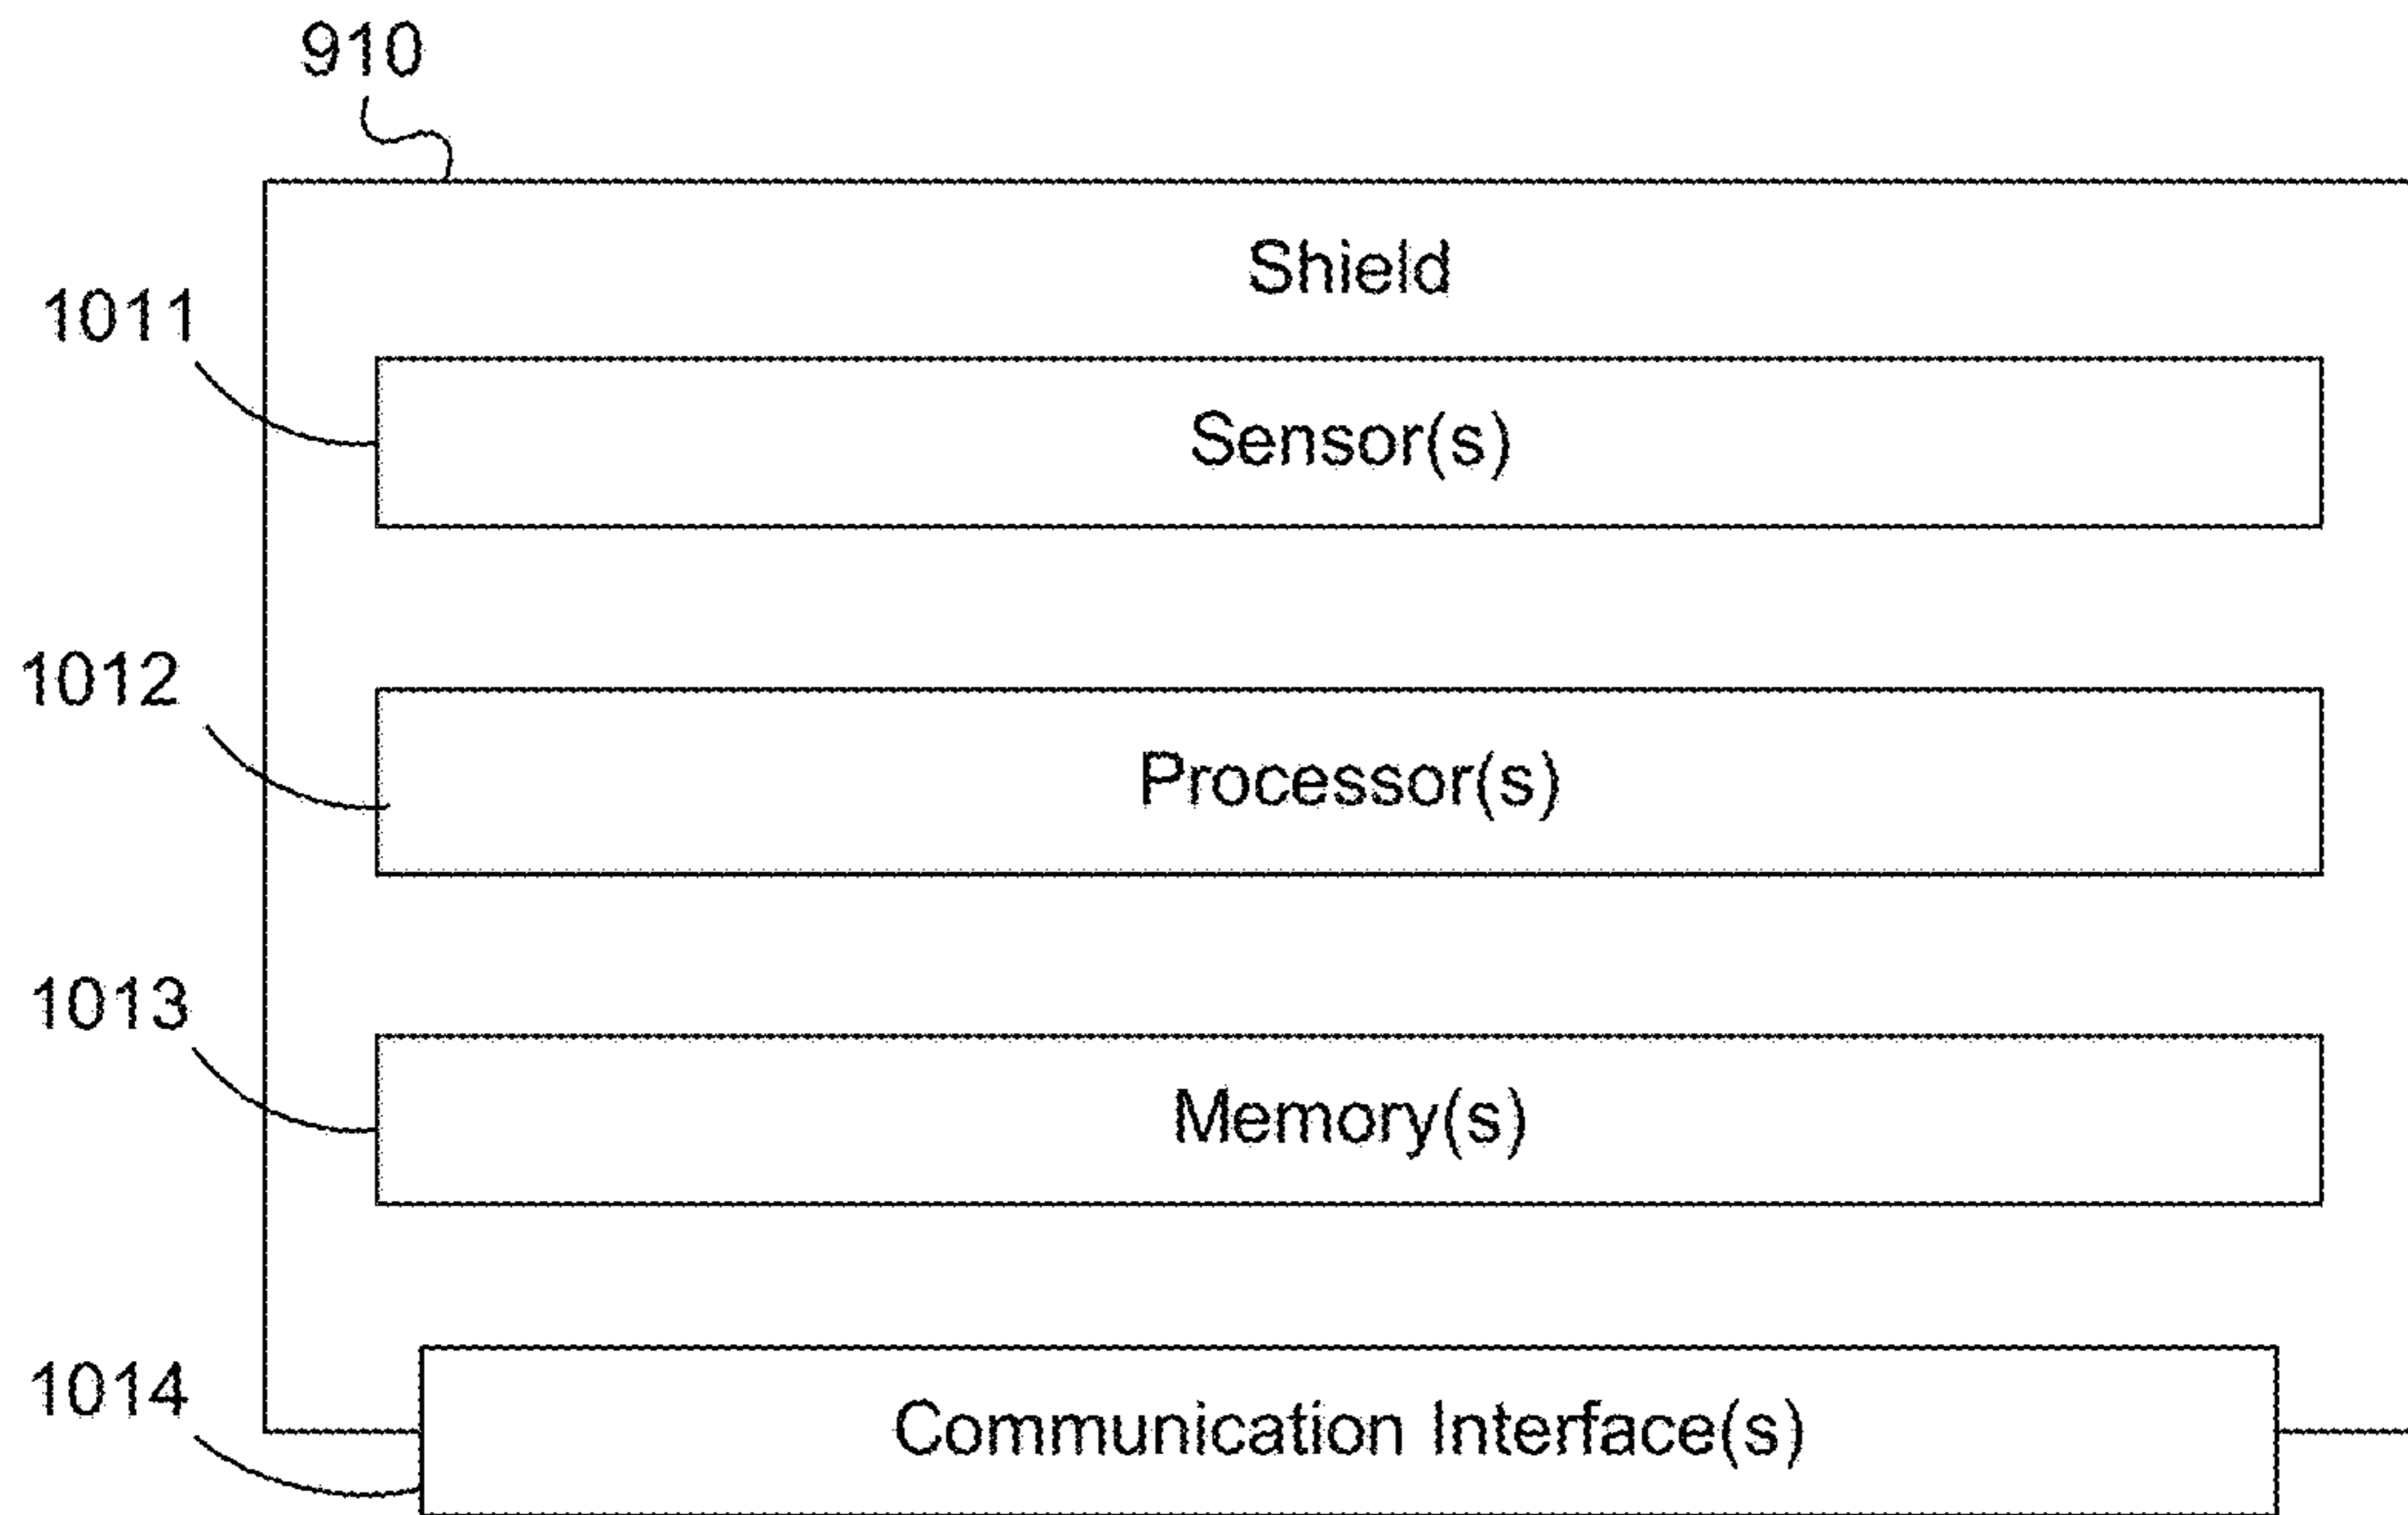 910
Shield
1011
Sensor(s)
1012
Processor(s)
1013
Memory(s)
1014
Communication Interface(s)